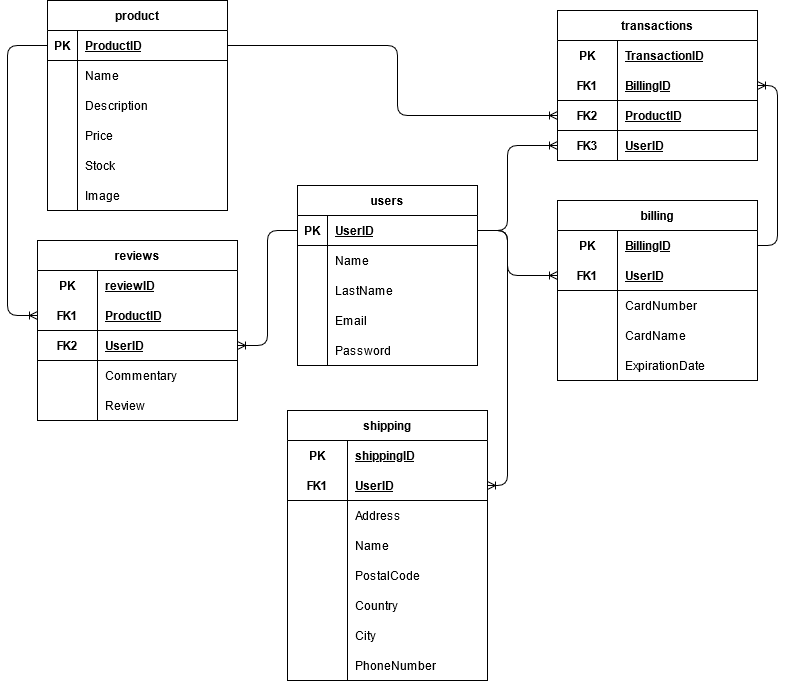 product
PK ProductID
Name
Description
Price
Stock
Image
transactions
PK TransactionID
FK1 BillingID
FK2 ProductID
FK3 UserID
users
PK UserID
Name
LastName
Email
Password
billing
PK BillingID
FK1 UserID
CardNumber
CardName
ExpirationDate
reviews
PK reviewID
FK1 ProductID
FK2 UserID
Commentary
Review
shipping
PK shippingID
FK1 UserID
Address
Name
PostalCode
Country
City
PhoneNumber